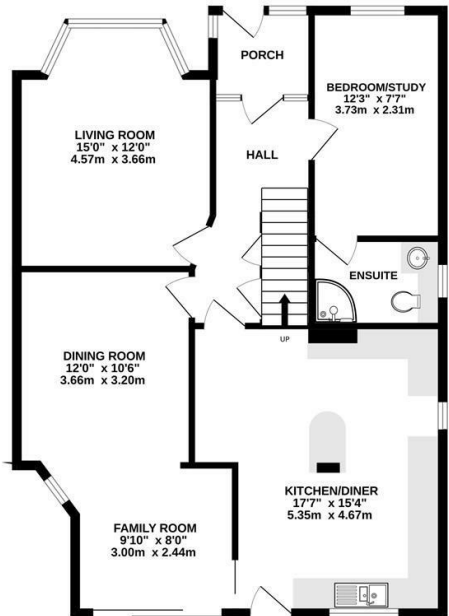 PORCH
BEDROOM/STUDY
12'3" x 7'7"
3.73m x 2.31m
LIVING ROOM
15'0" x 12'0"
4.57m x 3.66m
HALL
ENSUITE
UP
DINING ROOM
12'0" x 10'6"
3.66m x 3.20m
KITCHEN/DINER
17'7" x 15'4"
5.35m x 4.67m
FAMILY ROOM
9'10" x 8'0"
3.00m x 2.44m